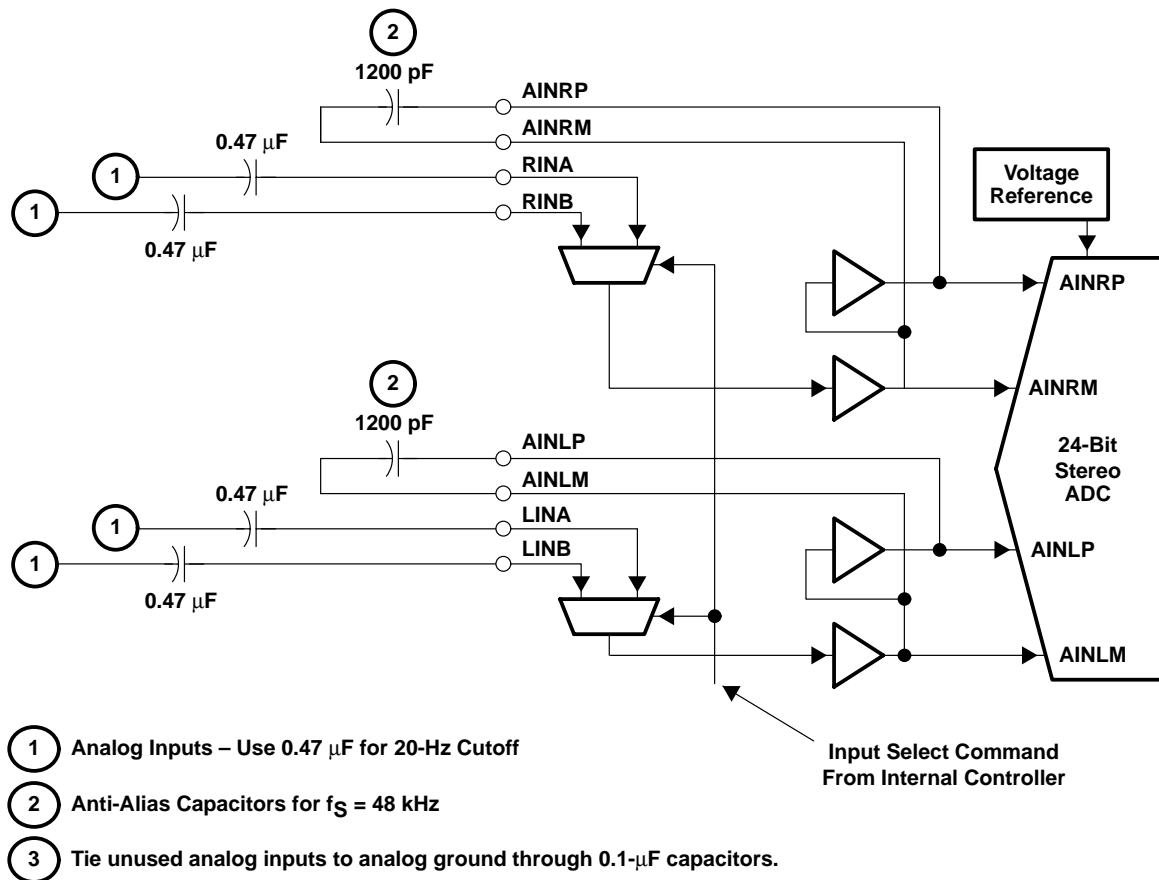 2
1200 pF
AINRP
AINRM
0.47 μF
RINA
1
RINB
1
0.47 μF
Voltage
Reference
AINRP
2
1200 pF
AINRM
AINLP
AINLM
24-Bit
Stereo
ADC
0.47 μF
LINA
1
LINB
1
0.47 μF
AINLP
AINLM
1 Analog Inputs – Use 0.47 μF for 20-Hz Cutoff
Input Select Command
From Internal Controller
2 Anti-Alias Capacitors for fS = 48 kHz
3 Tie unused analog inputs to analog ground through 0.1-μF capacitors.